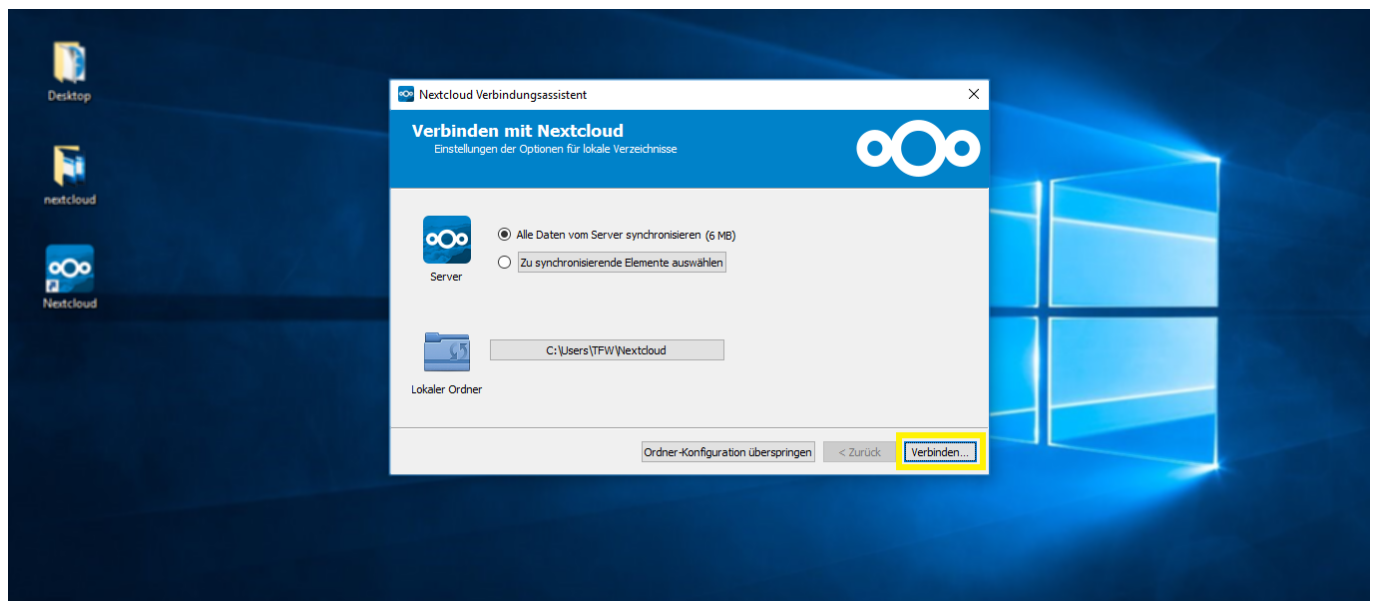 Desktop
nextcloud
Nextcloud
Nextcloud Verbindungsassistent
Verbinden mit Nextcloud
Einstellungen der Optionen für lokale Verzeichnisse
Alle Daten vom Server synchronisieren (6 MB)
Zu synchronisierende Elemente auswählen
Server
C:\Users\TFW\Nextcloud
Lokaler Ordner
Ordner-Konfiguration überspringen
< Zurück
Verbinden...